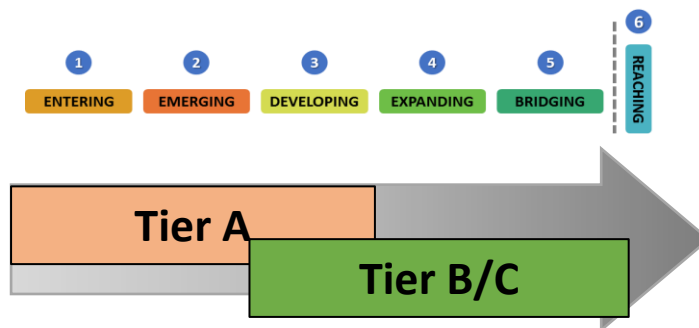 1 2 3 4 5 6
ENTERING EMERGING DEVELOPING EXPANDING BRIDGING REACHING
Tier A
Tier B/C